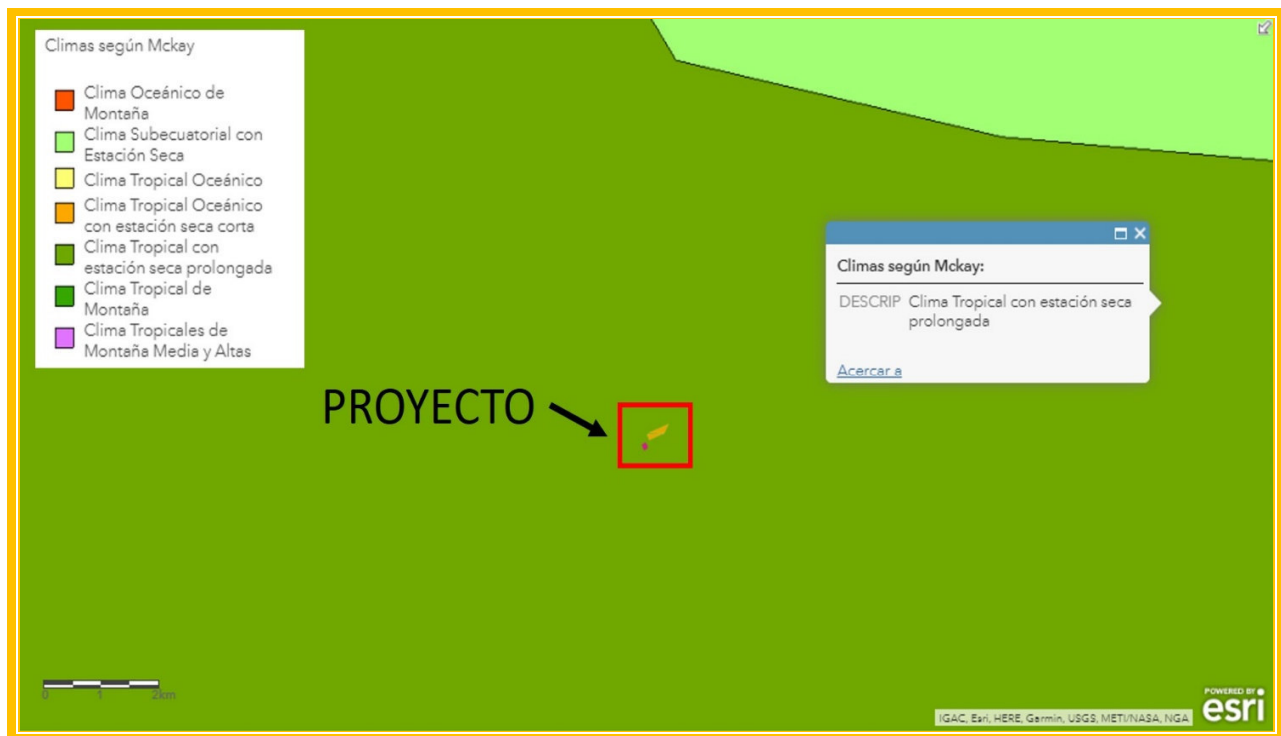 Climas según Mckay
Clima Oceánico de
Montaña
Clima Subecuatorial con
Estación Seca
Clima Tropical Oceánico
Clima Tropical Oceánico
con estación seca corta
Clima Tropical con
estación seca prolongada
Clima Tropical de
Montaña
Clima Tropicales de
Montaña Media y Altas
Climas según Mckay:
DESCRIP Clima Tropical con estación seca
prolongada
Acercar a
PROYECTO
0 1 2km
IGAC, Esri, HERE, Garmin, USGS, METI/NASA, NGA
POWERED BY
esri